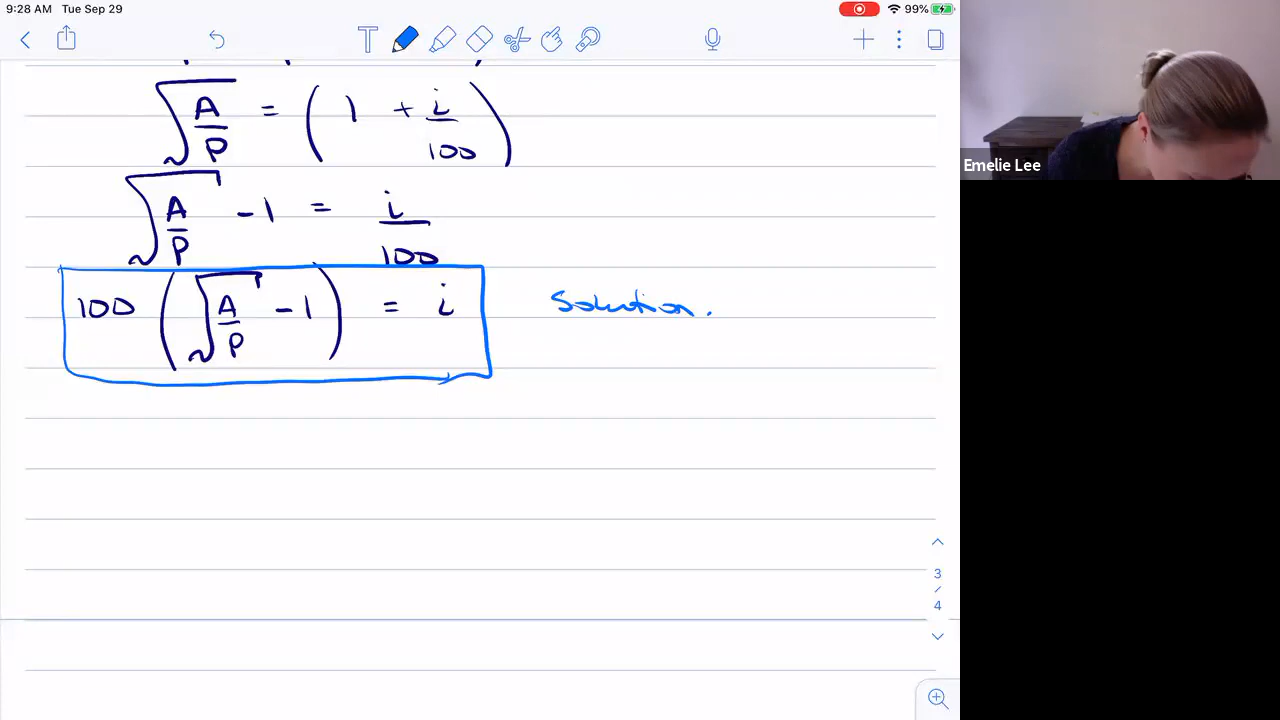 9:28 AM Tue Sep 29
99%
√(A/P) = (1 + i/100)
√(A/P) - 1 = i/100
100 (√(A/P) - 1) = i
Solution.
Emelie Lee
3
/
4